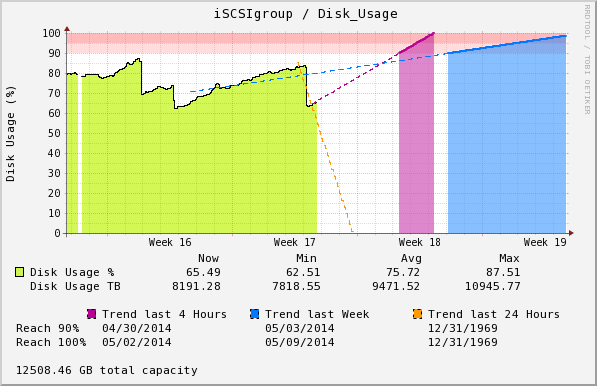 iSCSIgroup / Disk_Usage
RRDTOOL / TOBI OETIKER
Disk Usage (%)
100
90
80
70
60
50
40
30
20
10
0
Week 16 Week 17 Week 18 Week 19
Now Min Avg Max
Disk Usage % 65.49 62.51 75.72 87.51
Disk Usage TB 8191.28 7818.55 9471.52 10945.77
Trend last 4 Hours Trend last Week Trend last 24 Hours
Reach 90% 04/30/2014 05/03/2014 12/31/1969
Reach 100% 05/02/2014 05/09/2014 12/31/1969
12508.46 GB total capacity